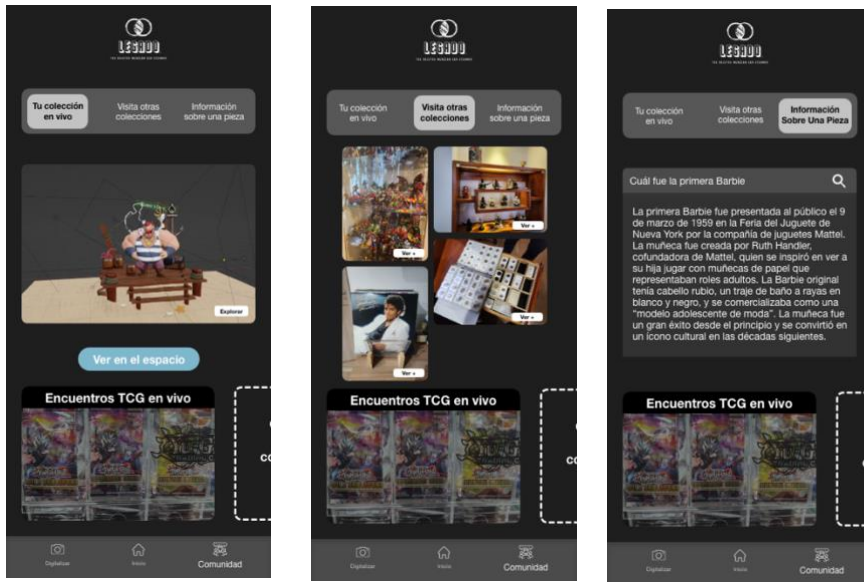 LEGADO
Tu colección
en vivo
Visita otras
colecciones
Información
sobre una pieza
Explorar
Ver en el espacio
Encuentros TCG en vivo
Digitalizar
Inicio
Comunidad
LEGADO
Tu colección
en vivo
Visita otras
colecciones
Información
sobre una pieza
Ver +
Ver +
Ver +
Ver +
Encuentros TCG en vivo
Digitalizar
Inicio
Comunidad
LEGADO
Tu colección
en vivo
Visita otras
colecciones
Información
Sobre Una Pieza
Cuál fue la primera Barbie
La primera Barbie fue presentada al público el 9
de marzo de 1959 en la Feria del Juguete de
Nueva York por la compañía de juguetes Mattel.
La muñeca fue creada por Ruth Handler,
cofundadora de Mattel, quien se inspiró en ver a
su hija jugar con muñecas de papel que
representaban roles adultos. La Barbie original
tenía cabello rubio, un traje de baño a rayas en
blanco y negro, y se comercializaba como una
"modelo adolescente de moda". La muñeca fue
un gran éxito desde el principio y se convirtió en
un ícono cultural en las décadas siguientes.
Encuentros TCG en vivo
Digitalizar
Inicio
Comunidad